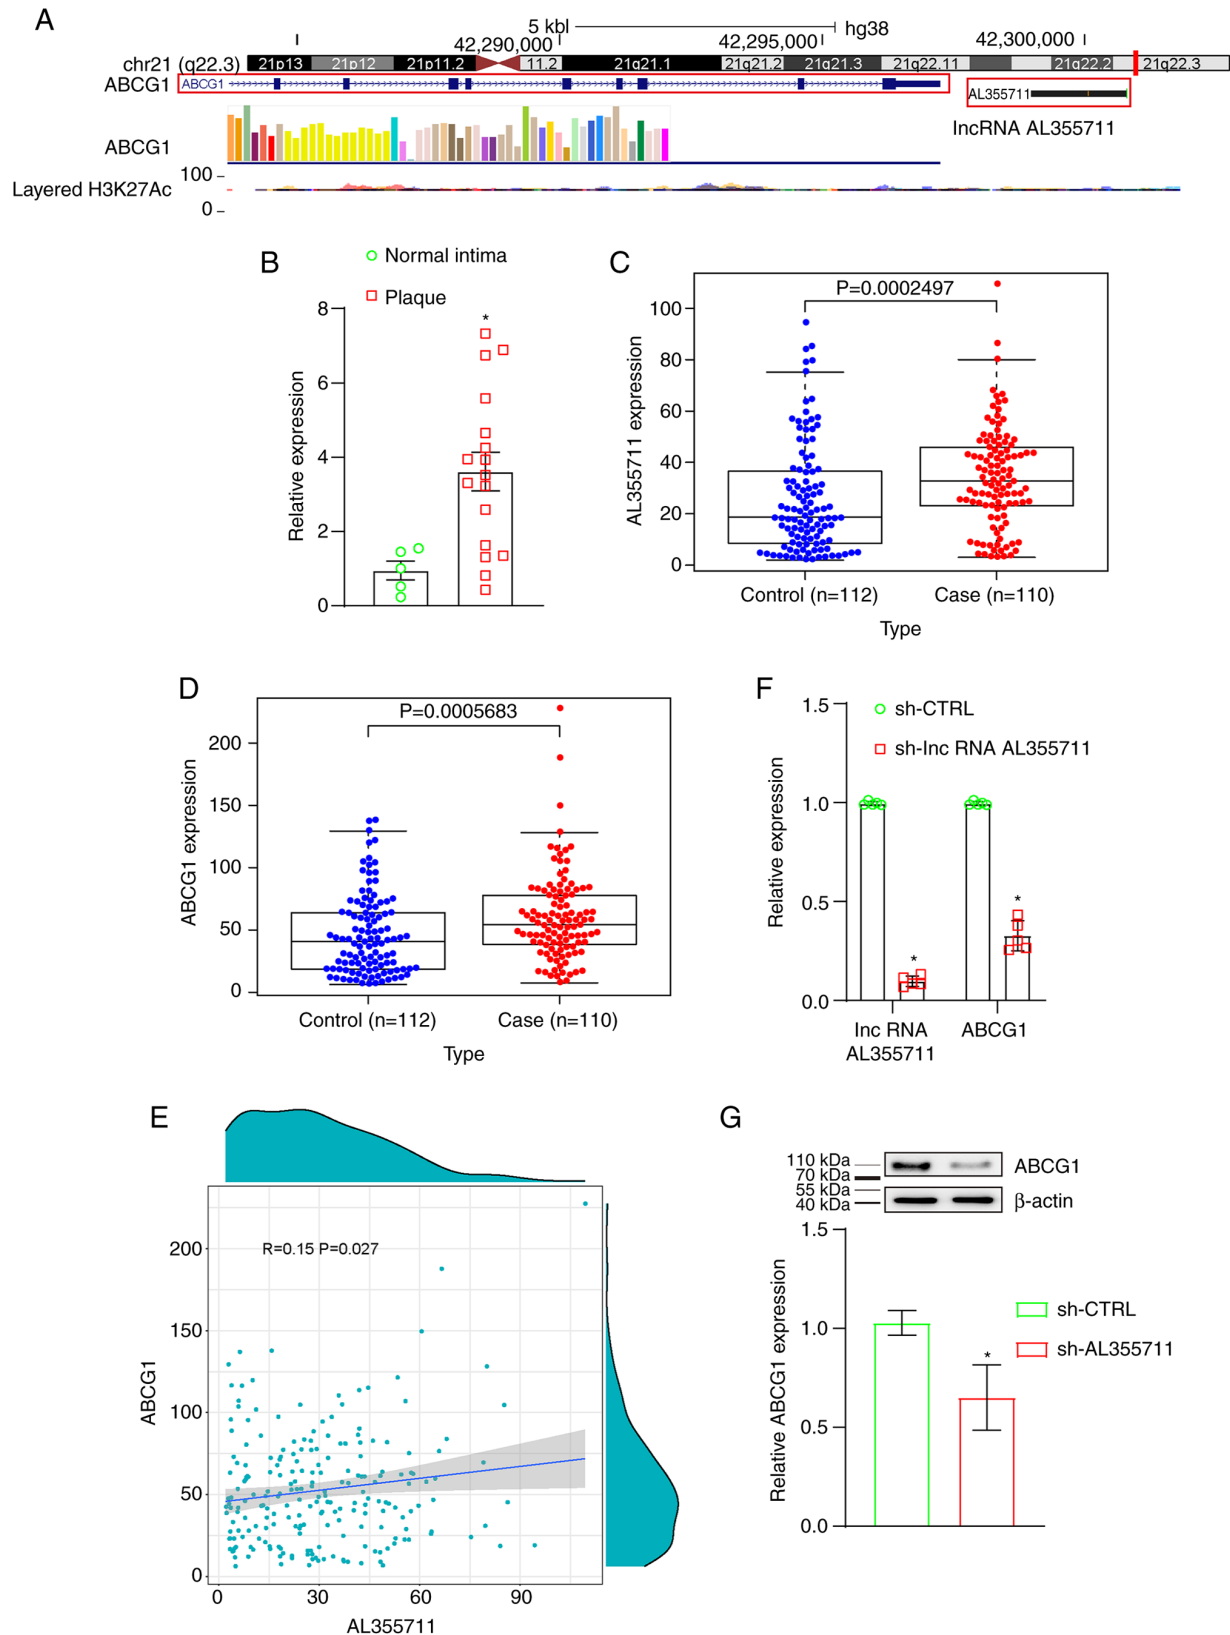 A
5 kbl hg38
42,290,000 42,295,000 42,300,000
chr21 (q22.3) 21p13 21p12 21p11.2 11.2 21q21.1 21q21.2 21q21.3 21q22.11 21q22.2 21q22.3
ABCG1 ABCG1 AL355711
lncRNA AL355711
ABCG1
Layered H3K27Ac 100
0
B
Normal intima
Plaque
Relative expression
8
6
4
2
0
*
C
P=0.0002497
AL355711 expression
100
80
60
40
20
0
Control (n=112) Case (n=110)
Type
D
P=0.0005683
ABCG1 expression
200
150
100
50
0
Control (n=112) Case (n=110)
Type
F
sh-CTRL
sh-lnc RNA AL355711
Relative expression
1.5
1.0
0.5
0.0
*
*
lnc RNA AL355711
ABCG1
E
R=0.15 P=0.027
ABCG1
200
150
100
50
0
0 30 60 90
AL355711
G
110 kDa
70 kDa
55 kDa
40 kDa
ABCG1
β-actin
Relative ABCG1 expression
1.5
1.0
0.5
0.0
*
sh-CTRL
sh-AL355711